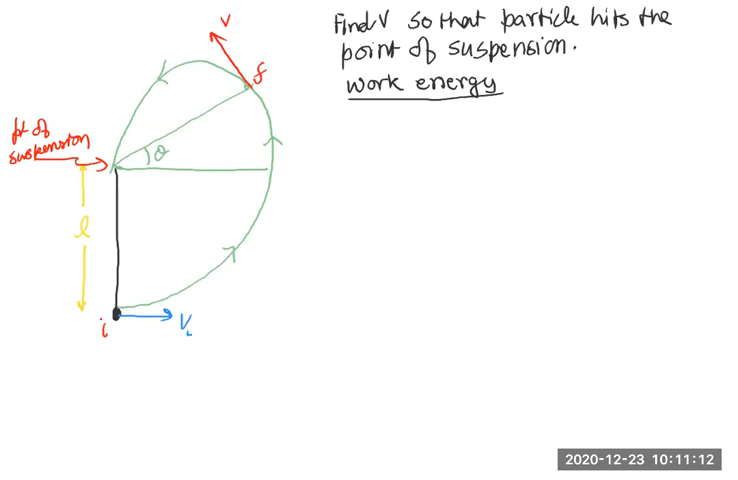 Find V so that particle hits the
point of suspension.
work energy
V
f
pt of
suspension
θ
l
i
V
2020-12-23 10:11:12